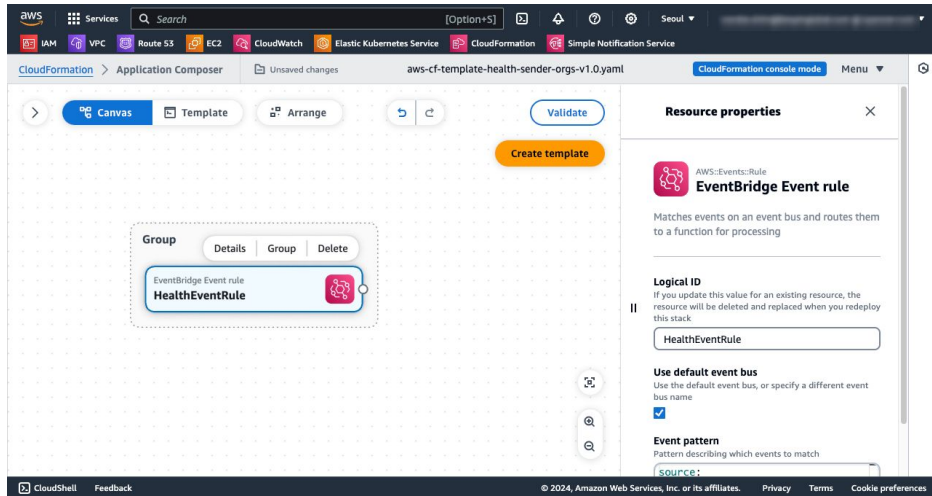 aws
Services
Search
[Option+S]
Seoul
IAM
VPC
Route 53
EC2
CloudWatch
Elastic Kubernetes Service
CloudFormation
Simple Notification Service
CloudFormation > Application Composer
Unsaved changes
aws-cf-template-health-sender-orgs-v1.0.yaml
CloudFormation console mode
Menu
Canvas
Template
Arrange
Validate
Create template
Group
Details
Group
Delete
EventBridge Event rule
HealthEventRule
Resource properties
AWS::Events::Rule
EventBridge Event rule
Matches events on an event bus and routes them
to a function for processing
Logical ID
If you update this value for an existing resource, the
resource will be deleted and replaced when you redeploy
this stack
HealthEventRule
Use default event bus
Use the default event bus, or specify a different event
bus name
Event pattern
Pattern describing which events to match
source:
CloudShell
Feedback
© 2024, Amazon Web Services, Inc. or its affiliates.
Privacy
Terms
Cookie preferences